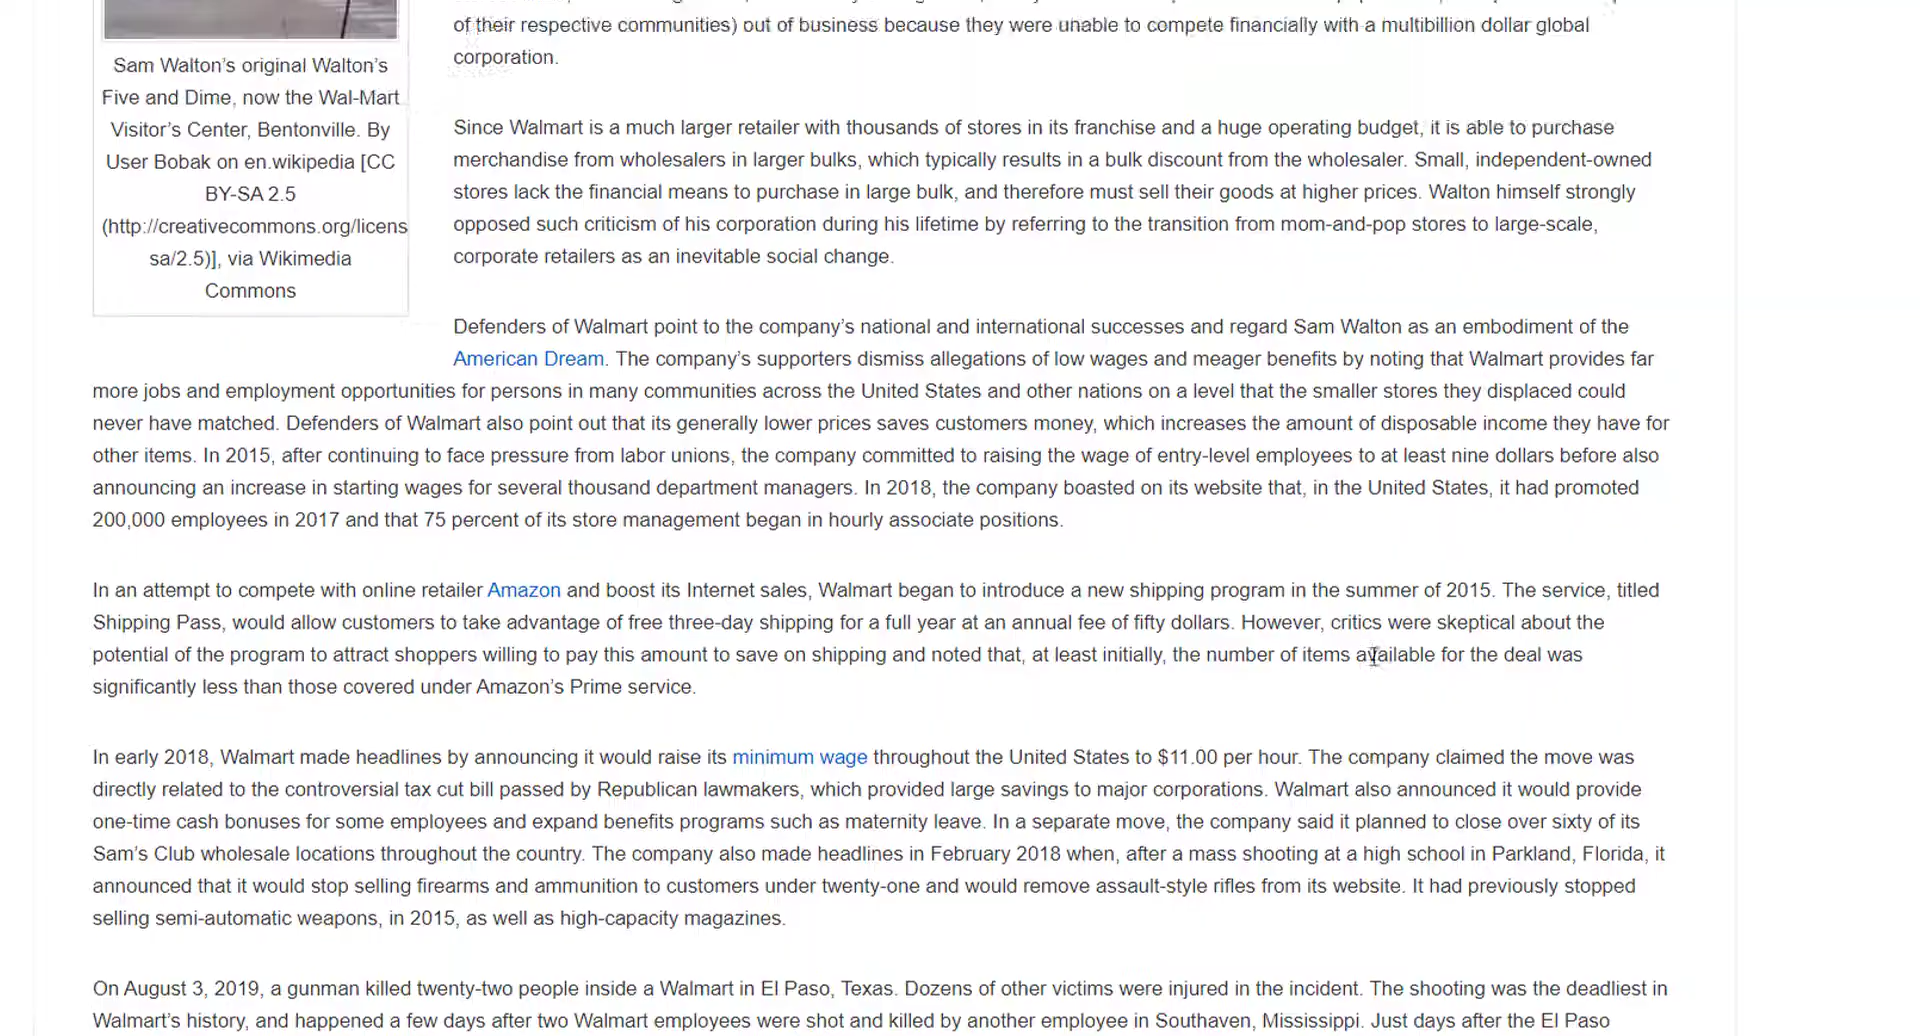 of their respective communities) out of business because they were unable to compete financially with a multibillion dollar global
corporation.
Sam Walton’s original Walton’s
Five and Dime, now the Wal-Mart
Visitor’s Center, Bentonville. By
User Bobak on en.wikipedia [CC
BY-SA 2.5
(http://creativecommons.org/licens
sa/2.5)], via Wikimedia
Commons
Since Walmart is a much larger retailer with thousands of stores in its franchise and a huge operating budget, it is able to purchase
merchandise from wholesalers in larger bulks, which typically results in a bulk discount from the wholesaler. Small, independent-owned
stores lack the financial means to purchase in large bulk, and therefore must sell their goods at higher prices. Walton himself strongly
opposed such criticism of his corporation during his lifetime by referring to the transition from mom-and-pop stores to large-scale,
corporate retailers as an inevitable social change.
Defenders of Walmart point to the company’s national and international successes and regard Sam Walton as an embodiment of the
American Dream. The company’s supporters dismiss allegations of low wages and meager benefits by noting that Walmart provides far
more jobs and employment opportunities for persons in many communities across the United States and other nations on a level that the smaller stores they displaced could
never have matched. Defenders of Walmart also point out that its generally lower prices saves customers money, which increases the amount of disposable income they have for
other items. In 2015, after continuing to face pressure from labor unions, the company committed to raising the wage of entry-level employees to at least nine dollars before also
announcing an increase in starting wages for several thousand department managers. In 2018, the company boasted on its website that, in the United States, it had promoted
200,000 employees in 2017 and that 75 percent of its store management began in hourly associate positions.
In an attempt to compete with online retailer Amazon and boost its Internet sales, Walmart began to introduce a new shipping program in the summer of 2015. The service, titled
Shipping Pass, would allow customers to take advantage of free three-day shipping for a full year at an annual fee of fifty dollars. However, critics were skeptical about the
potential of the program to attract shoppers willing to pay this amount to save on shipping and noted that, at least initially, the number of items available for the deal was
significantly less than those covered under Amazon’s Prime service.
In early 2018, Walmart made headlines by announcing it would raise its minimum wage throughout the United States to $11.00 per hour. The company claimed the move was
directly related to the controversial tax cut bill passed by Republican lawmakers, which provided large savings to major corporations. Walmart also announced it would provide
one-time cash bonuses for some employees and expand benefits programs such as maternity leave. In a separate move, the company said it planned to close over sixty of its
Sam’s Club wholesale locations throughout the country. The company also made headlines in February 2018 when, after a mass shooting at a high school in Parkland, Florida, it
announced that it would stop selling firearms and ammunition to customers under twenty-one and would remove assault-style rifles from its website. It had previously stopped
selling semi-automatic weapons, in 2015, as well as high-capacity magazines.
On August 3, 2019, a gunman killed twenty-two people inside a Walmart in El Paso, Texas. Dozens of other victims were injured in the incident. The shooting was the deadliest in
Walmart’s history, and happened a few days after two Walmart employees were shot and killed by another employee in Southaven, Mississippi. Just days after the El Paso